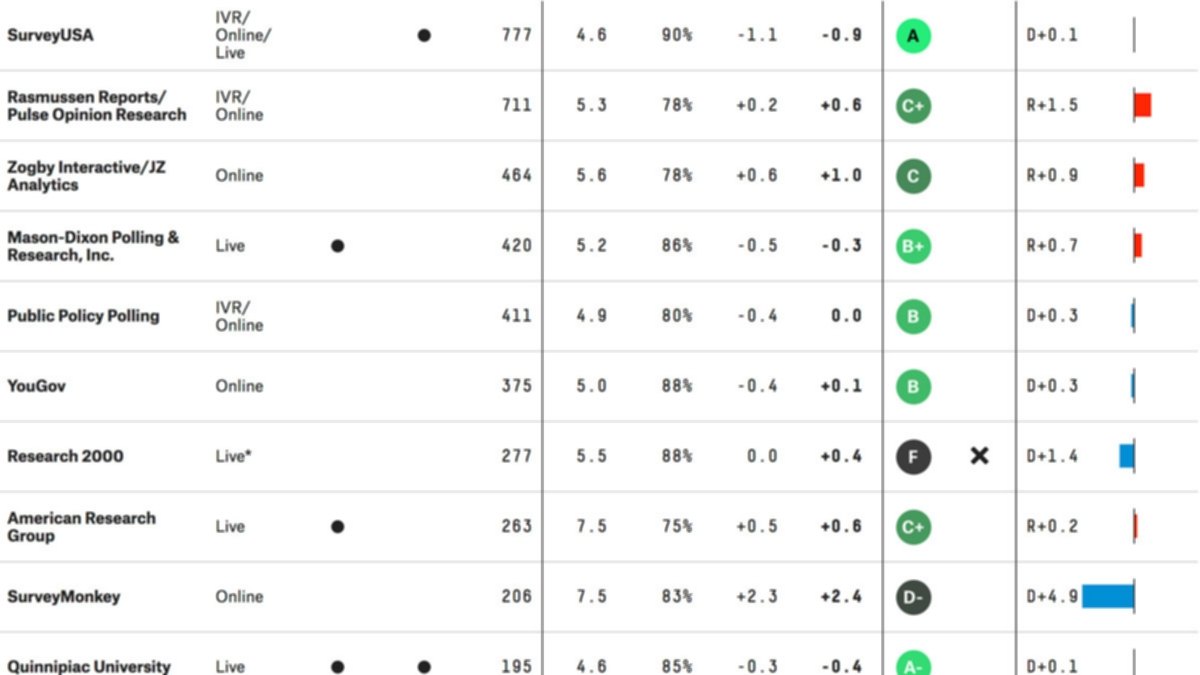 IVR/
SurveyUSA Online/ ● 777 4.6 90% -1.1 -0.9 A D+0.1
Live
Rasmussen Reports/ IVR/
Pulse Opinion Research Online 711 5.3 78% +0.2 +0.6 C+ R+1.5
Zogby Interactive/JZ
Analytics Online 464 5.6 78% +0.6 +1.0 C R+0.9
Mason-Dixon Polling &
Research, Inc. Live ● 420 5.2 86% -0.5 -0.3 B+ R+0.7
Public Policy Polling IVR/
Online 411 4.9 80% -0.4 0.0 B D+0.3
YouGov Online 375 5.0 88% -0.4 +0.1 B D+0.3
Research 2000 Live* 277 5.5 88% 0.0 +0.4 F ✖ D+1.4
American Research
Group Live ● 263 7.5 75% +0.5 +0.6 C+ R+0.2
SurveyMonkey Online 206 7.5 83% +2.3 +2.4 D- D+4.9
Quinnipiac University Live ● ● 195 4.6 85% -0.3 -0.4 A- D+0.1